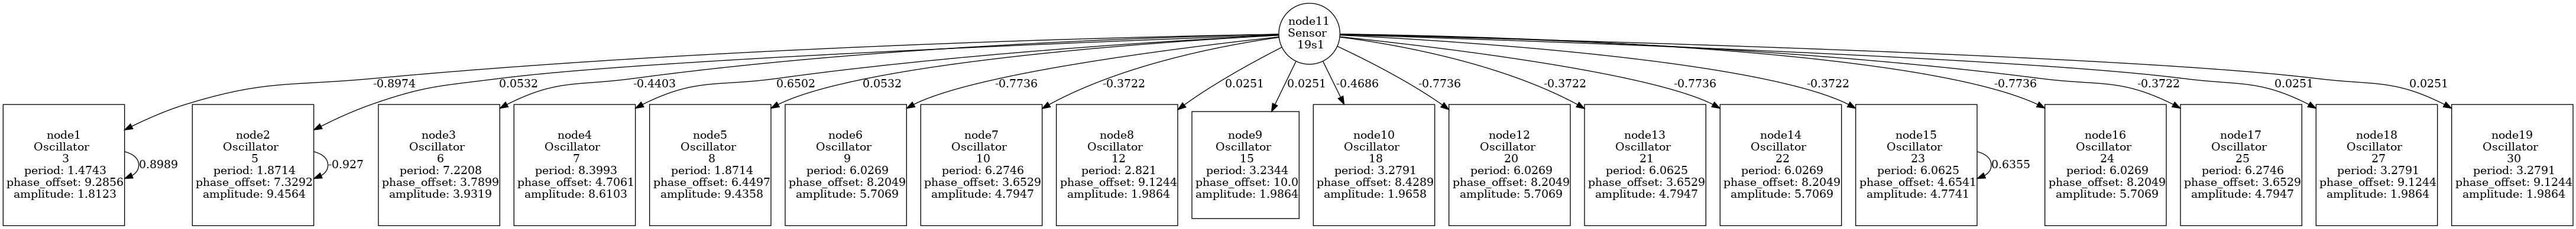 node11
Sensor
19s1
-0.8974
0.0532
-0.4403
0.6502
0.0532
-0.7736
-0.3722
0.0251
0.0251
-0.4686
-0.7736
-0.3722
-0.7736
-0.3722
-0.7736
-0.3722
0.0251
0.0251
node1
Oscillator
3
period: 1.4743
phase_offset: 9.2856
amplitude: 1.8123
0.8989
node2
Oscillator
5
period: 1.8714
phase_offset: 7.3292
amplitude: 9.4564
-0.927
node3
Oscillator
6
period: 7.2208
phase_offset: 3.7899
amplitude: 3.9319
node4
Oscillator
7
period: 8.3993
phase_offset: 4.7061
amplitude: 8.6103
node5
Oscillator
8
period: 1.8714
phase_offset: 6.4497
amplitude: 9.4358
node6
Oscillator
9
period: 6.0269
phase_offset: 8.2049
amplitude: 5.7069
node7
Oscillator
10
period: 6.2746
phase_offset: 3.6529
amplitude: 4.7947
node8
Oscillator
12
period: 2.821
phase_offset: 9.1244
amplitude: 1.9864
node9
Oscillator
15
period: 3.2344
phase_offset: 10.0
amplitude: 1.9864
node10
Oscillator
18
period: 3.2791
phase_offset: 8.4289
amplitude: 1.9658
node12
Oscillator
20
period: 6.0269
phase_offset: 8.2049
amplitude: 5.7069
node13
Oscillator
21
period: 6.0625
phase_offset: 3.6529
amplitude: 4.7947
node14
Oscillator
22
period: 6.0269
phase_offset: 8.2049
amplitude: 5.7069
node15
Oscillator
23
period: 6.0625
phase_offset: 4.6541
amplitude: 4.7741
0.6355
node16
Oscillator
24
period: 6.0269
phase_offset: 8.2049
amplitude: 5.7069
node17
Oscillator
25
period: 6.2746
phase_offset: 3.6529
amplitude: 4.7947
node18
Oscillator
27
period: 3.2791
phase_offset: 9.1244
amplitude: 1.9864
node19
Oscillator
30
period: 3.2791
phase_offset: 9.1244
amplitude: 1.9864